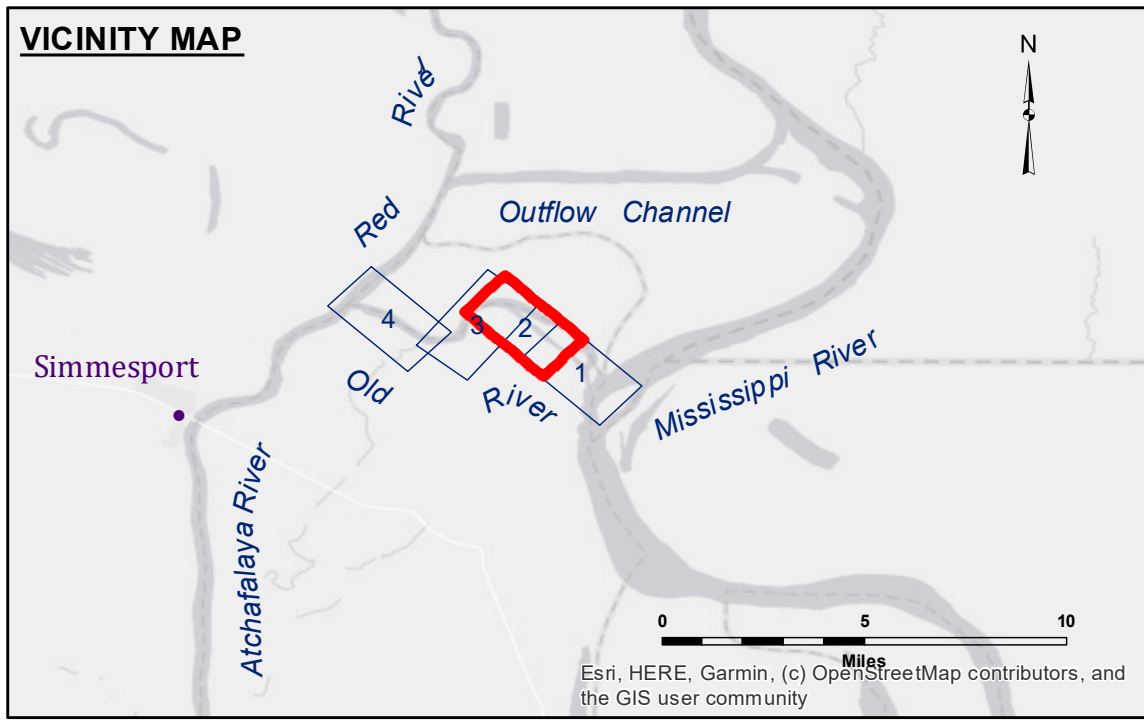 VICINITY MAP
N
River
Red
Outflow Channel
4
3
2
1
Simmesport
Old
River
Mississippi River
Atchafalaya River
0 5 10
Miles
Esri, HERE, Garmin, (c) OpenStreetMap contributors, and
the GIS user community